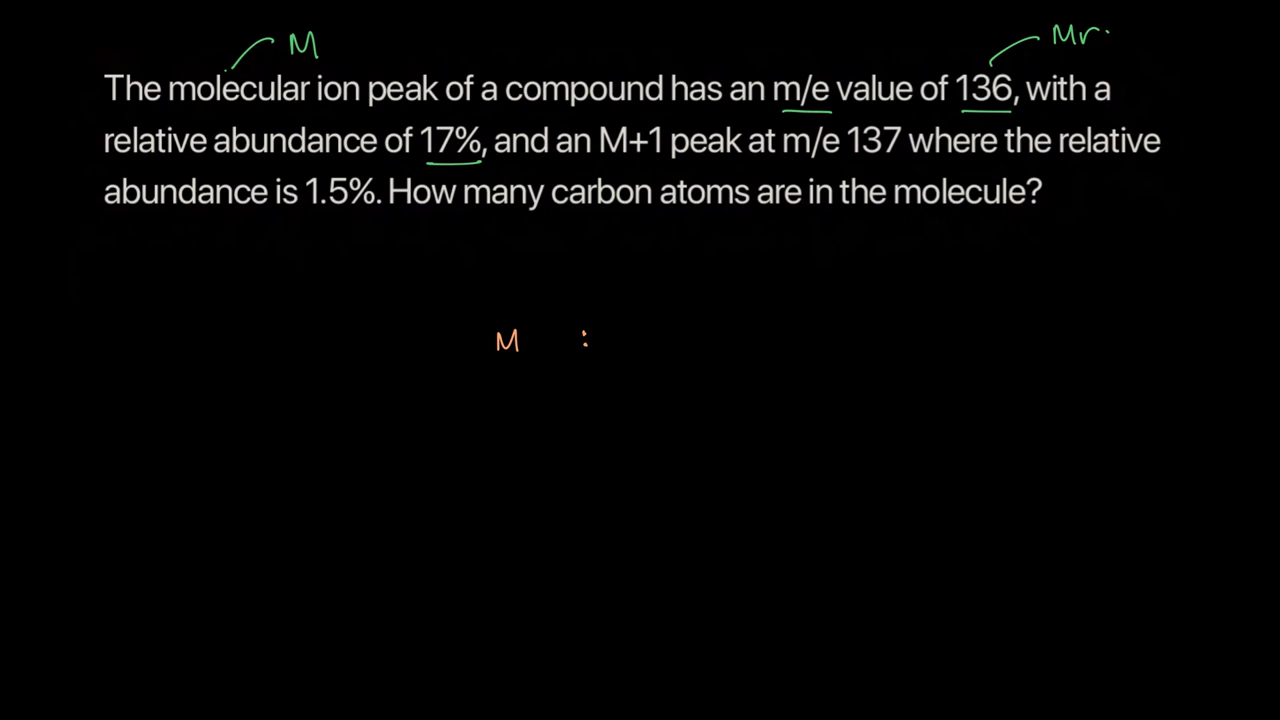 M
Mr.
The molecular ion peak of a compound has an m/e value of 136, with a
relative abundance of 17%, and an M+1 peak at m/e 137 where the relative
abundance is 1.5%. How many carbon atoms are in the molecule?
M :